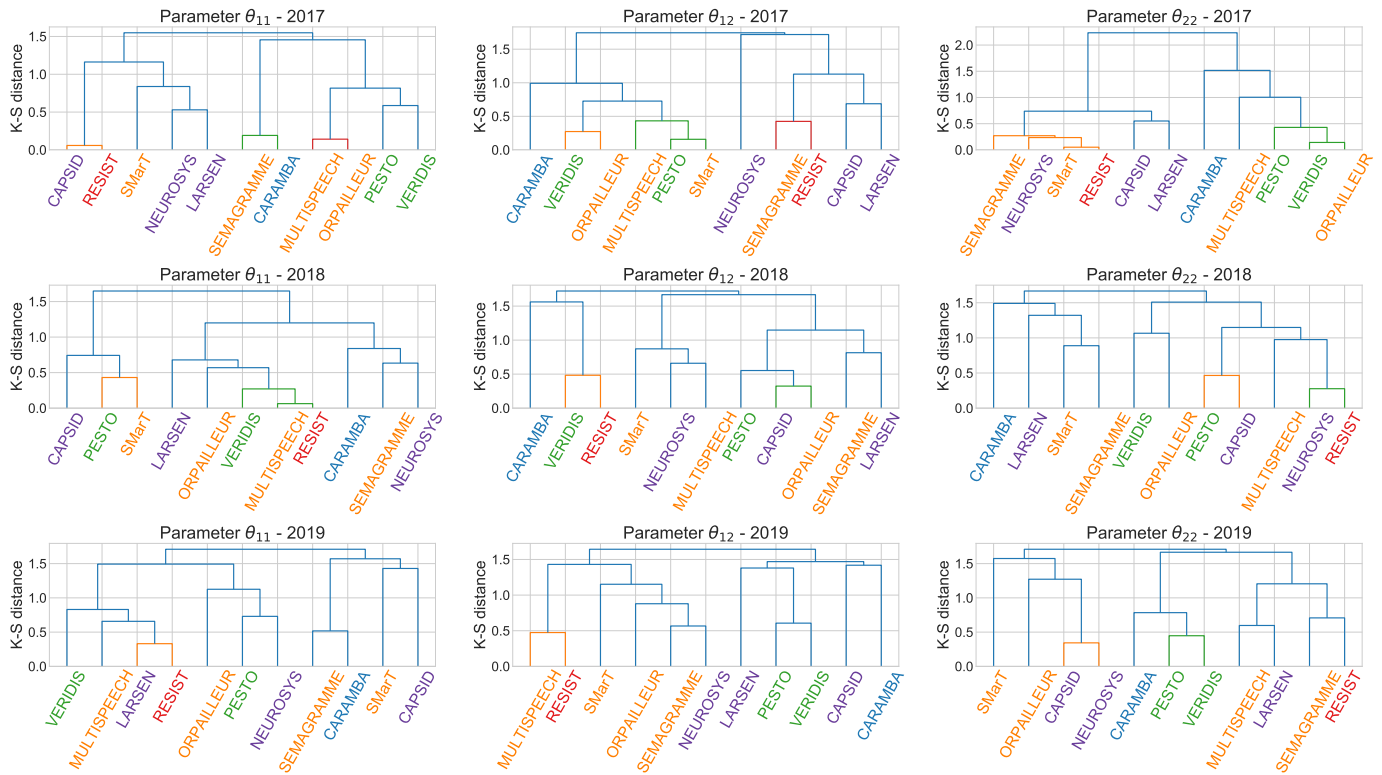 Parameter θ11 - 2017
K-S distance
1.5
1.0
0.5
0.0
CAPSID
RESIST
SMarT
NEUROSYS
LARSEN
SEMAGRAMME
CARAMBA
MULTISPEECH
ORPAILLEUR
PESTO
VERIDIS
Parameter θ12 - 2017
K-S distance
1.5
1.0
0.5
0.0
CARAMBA
VERIDIS
ORPAILLEUR
MULTISPEECH
PESTO
SMarT
NEUROSYS
SEMAGRAMME
RESIST
CAPSID
LARSEN
Parameter θ22 - 2017
K-S distance
2.0
1.5
1.0
0.5
0.0
SEMAGRAMME
NEUROSYS
SMarT
RESIST
CAPSID
LARSEN
CARAMBA
MULTISPEECH
PESTO
VERIDIS
ORPAILLEUR
Parameter θ11 - 2018
K-S distance
1.5
1.0
0.5
0.0
CAPSID
PESTO
SMarT
LARSEN
ORPAILLEUR
VERIDIS
MULTISPEECH
RESIST
CARAMBA
SEMAGRAMME
NEUROSYS
Parameter θ12 - 2018
K-S distance
1.5
1.0
0.5
0.0
CARAMBA
VERIDIS
RESIST
SMarT
NEUROSYS
MULTISPEECH
PESTO
CAPSID
ORPAILLEUR
SEMAGRAMME
LARSEN
Parameter θ22 - 2018
K-S distance
1.5
1.0
0.5
0.0
CARAMBA
LARSEN
SMarT
SEMAGRAMME
VERIDIS
ORPAILLEUR
PESTO
CAPSID
MULTISPEECH
NEUROSYS
RESIST
Parameter θ11 - 2019
K-S distance
1.5
1.0
0.5
0.0
VERIDIS
MULTISPEECH
LARSEN
RESIST
ORPAILLEUR
PESTO
NEUROSYS
SEMAGRAMME
CARAMBA
SMarT
CAPSID
Parameter θ12 - 2019
K-S distance
1.5
1.0
0.5
0.0
MULTISPEECH
RESIST
SMarT
ORPAILLEUR
SEMAGRAMME
NEUROSYS
LARSEN
PESTO
VERIDIS
CAPSID
CARAMBA
Parameter θ22 - 2019
K-S distance
1.5
1.0
0.5
0.0
SMarT
ORPAILLEUR
CAPSID
NEUROSYS
CARAMBA
PESTO
VERIDIS
MULTISPEECH
LARSEN
SEMAGRAMME
RESIST